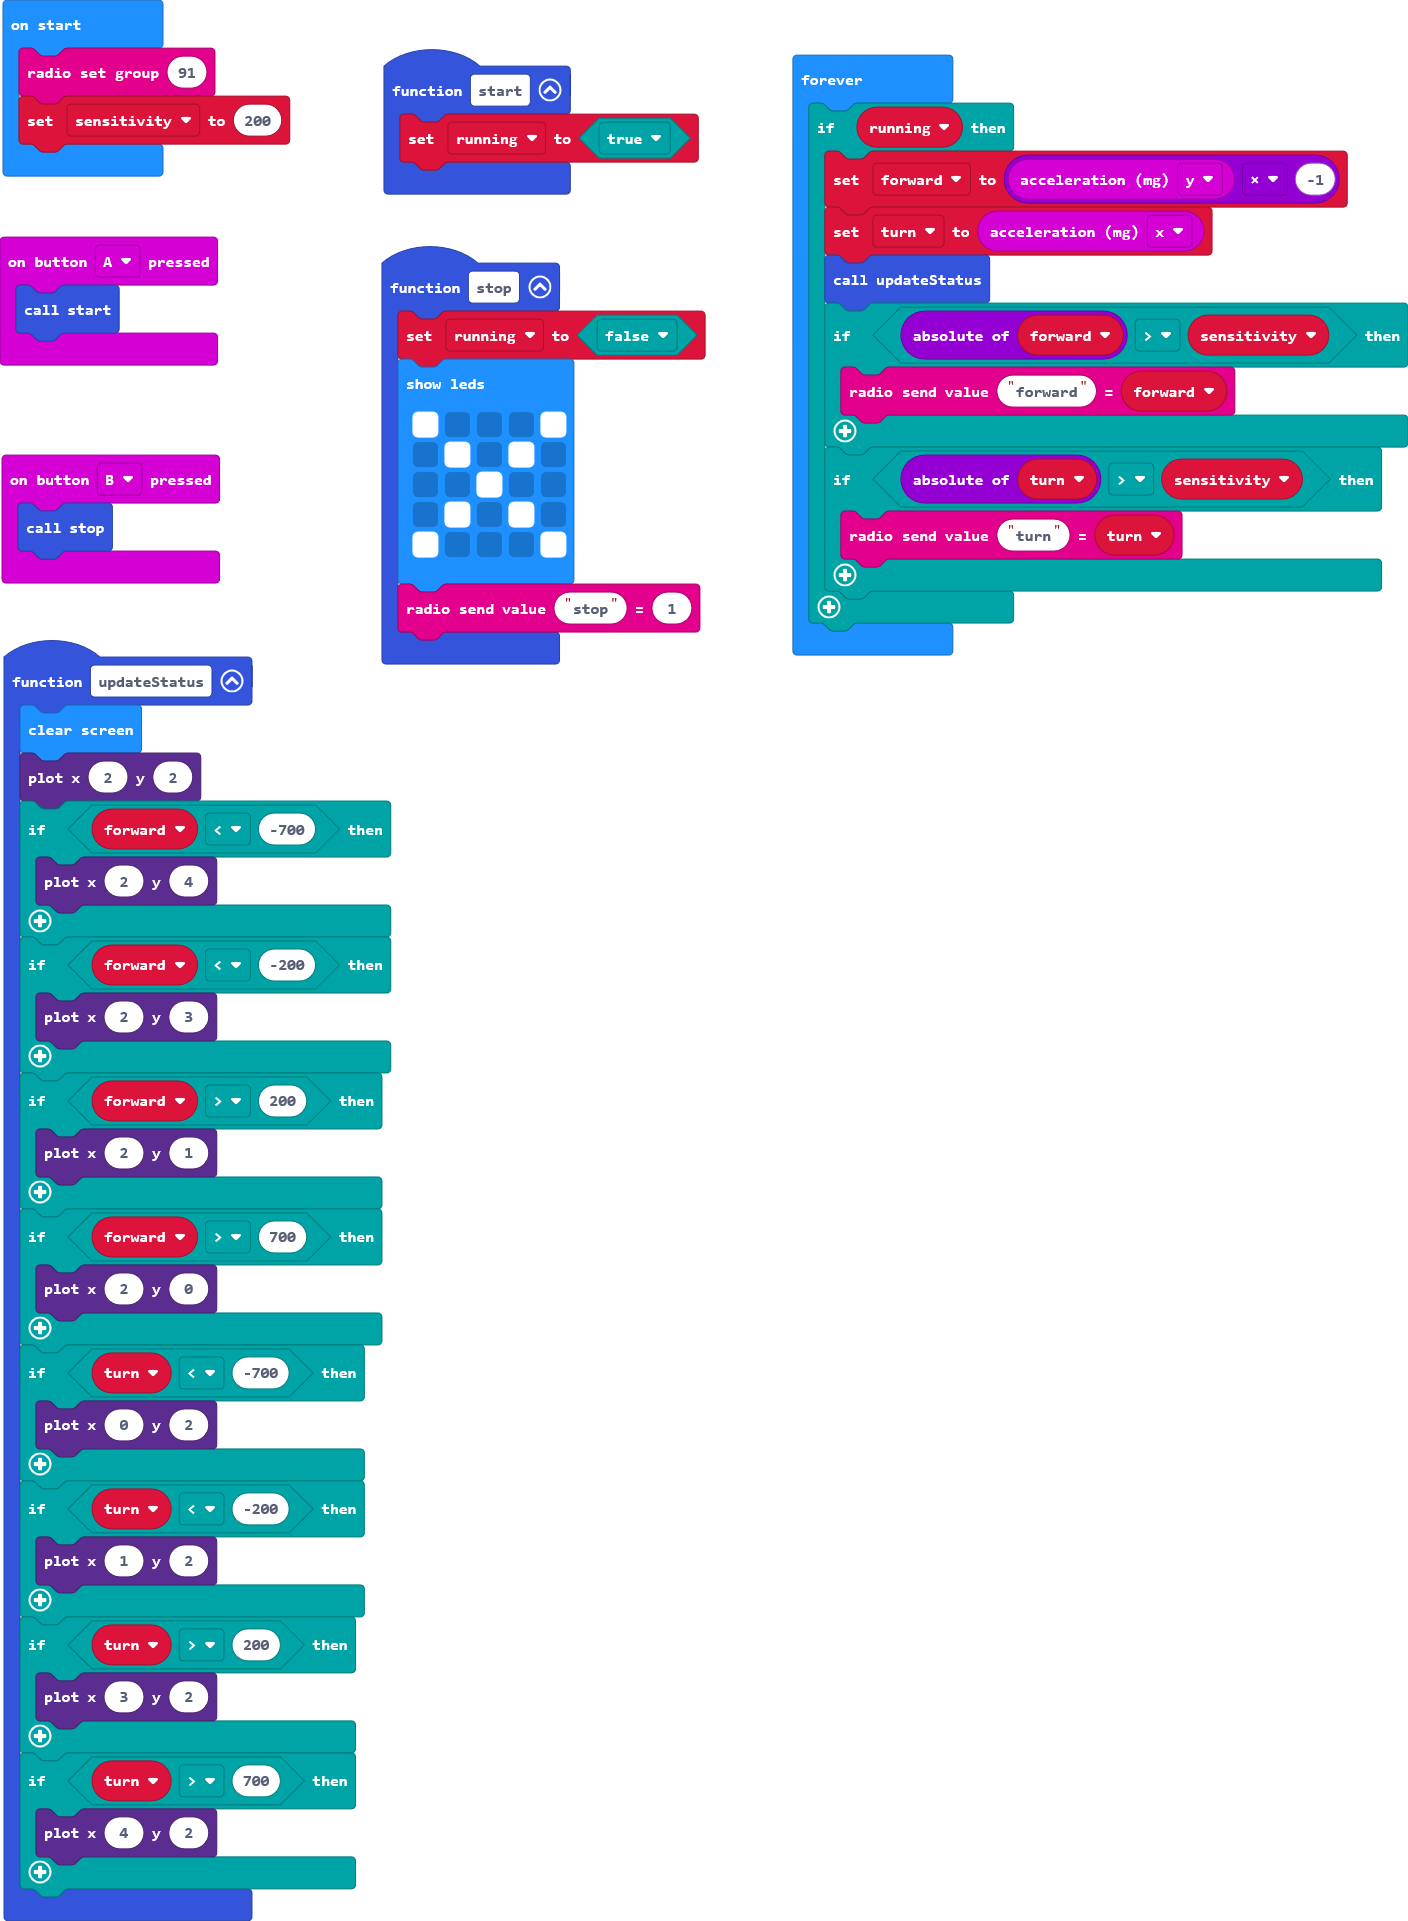 on start
radio set group 91
set sensitivity to 200
on button A pressed
call start
on button B pressed
call stop
function start
set running to true
function stop
set running to false
show leds
radio send value "stop" = 1
forever
if running then
set forward to acceleration (mg) y × -1
set turn to acceleration (mg) x
call updateStatus
if absolute of forward > sensitivity then
radio send value "forward" = forward
if absolute of turn > sensitivity then
radio send value "turn" = turn
function updateStatus
clear screen
plot x 2 y 2
if forward < -700 then
plot x 2 y 4
if forward < -200 then
plot x 2 y 3
if forward > 200 then
plot x 2 y 1
if forward > 700 then
plot x 2 y 0
if turn < -700 then
plot x 0 y 2
if turn < -200 then
plot x 1 y 2
if turn > 200 then
plot x 3 y 2
if turn > 700 then
plot x 4 y 2